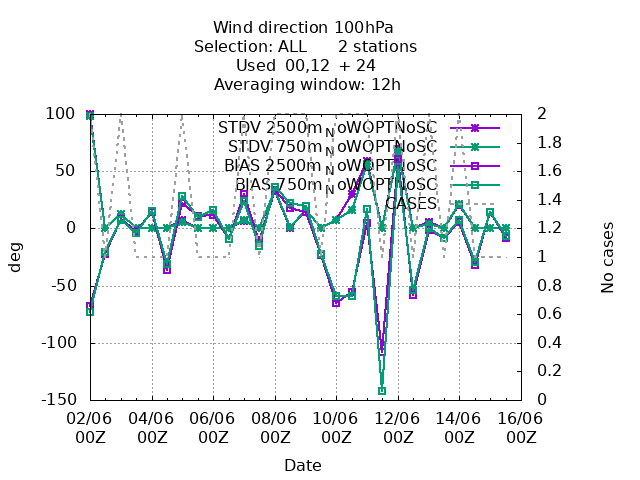 Wind direction 100hPa
Selection: ALL 2 stations
Used 00,12 + 24
Averaging window: 12h
STDV 2500m_NoWOPTNoSC
STDV 750m_NoWOPTNoSC
BIAS 2500m_NoWOPTNoSC
BIAS 750m_NoWOPTNoSC
CASES
100
50
0
-50
-100
-150
deg
2
1.8
1.6
1.4
1.2
1
0.8
0.6
0.4
0.2
0
No cases
02/06 04/06 06/06 08/06 10/06 12/06 14/06 16/06
00Z 00Z 00Z 00Z 00Z 00Z 00Z 00Z
Date